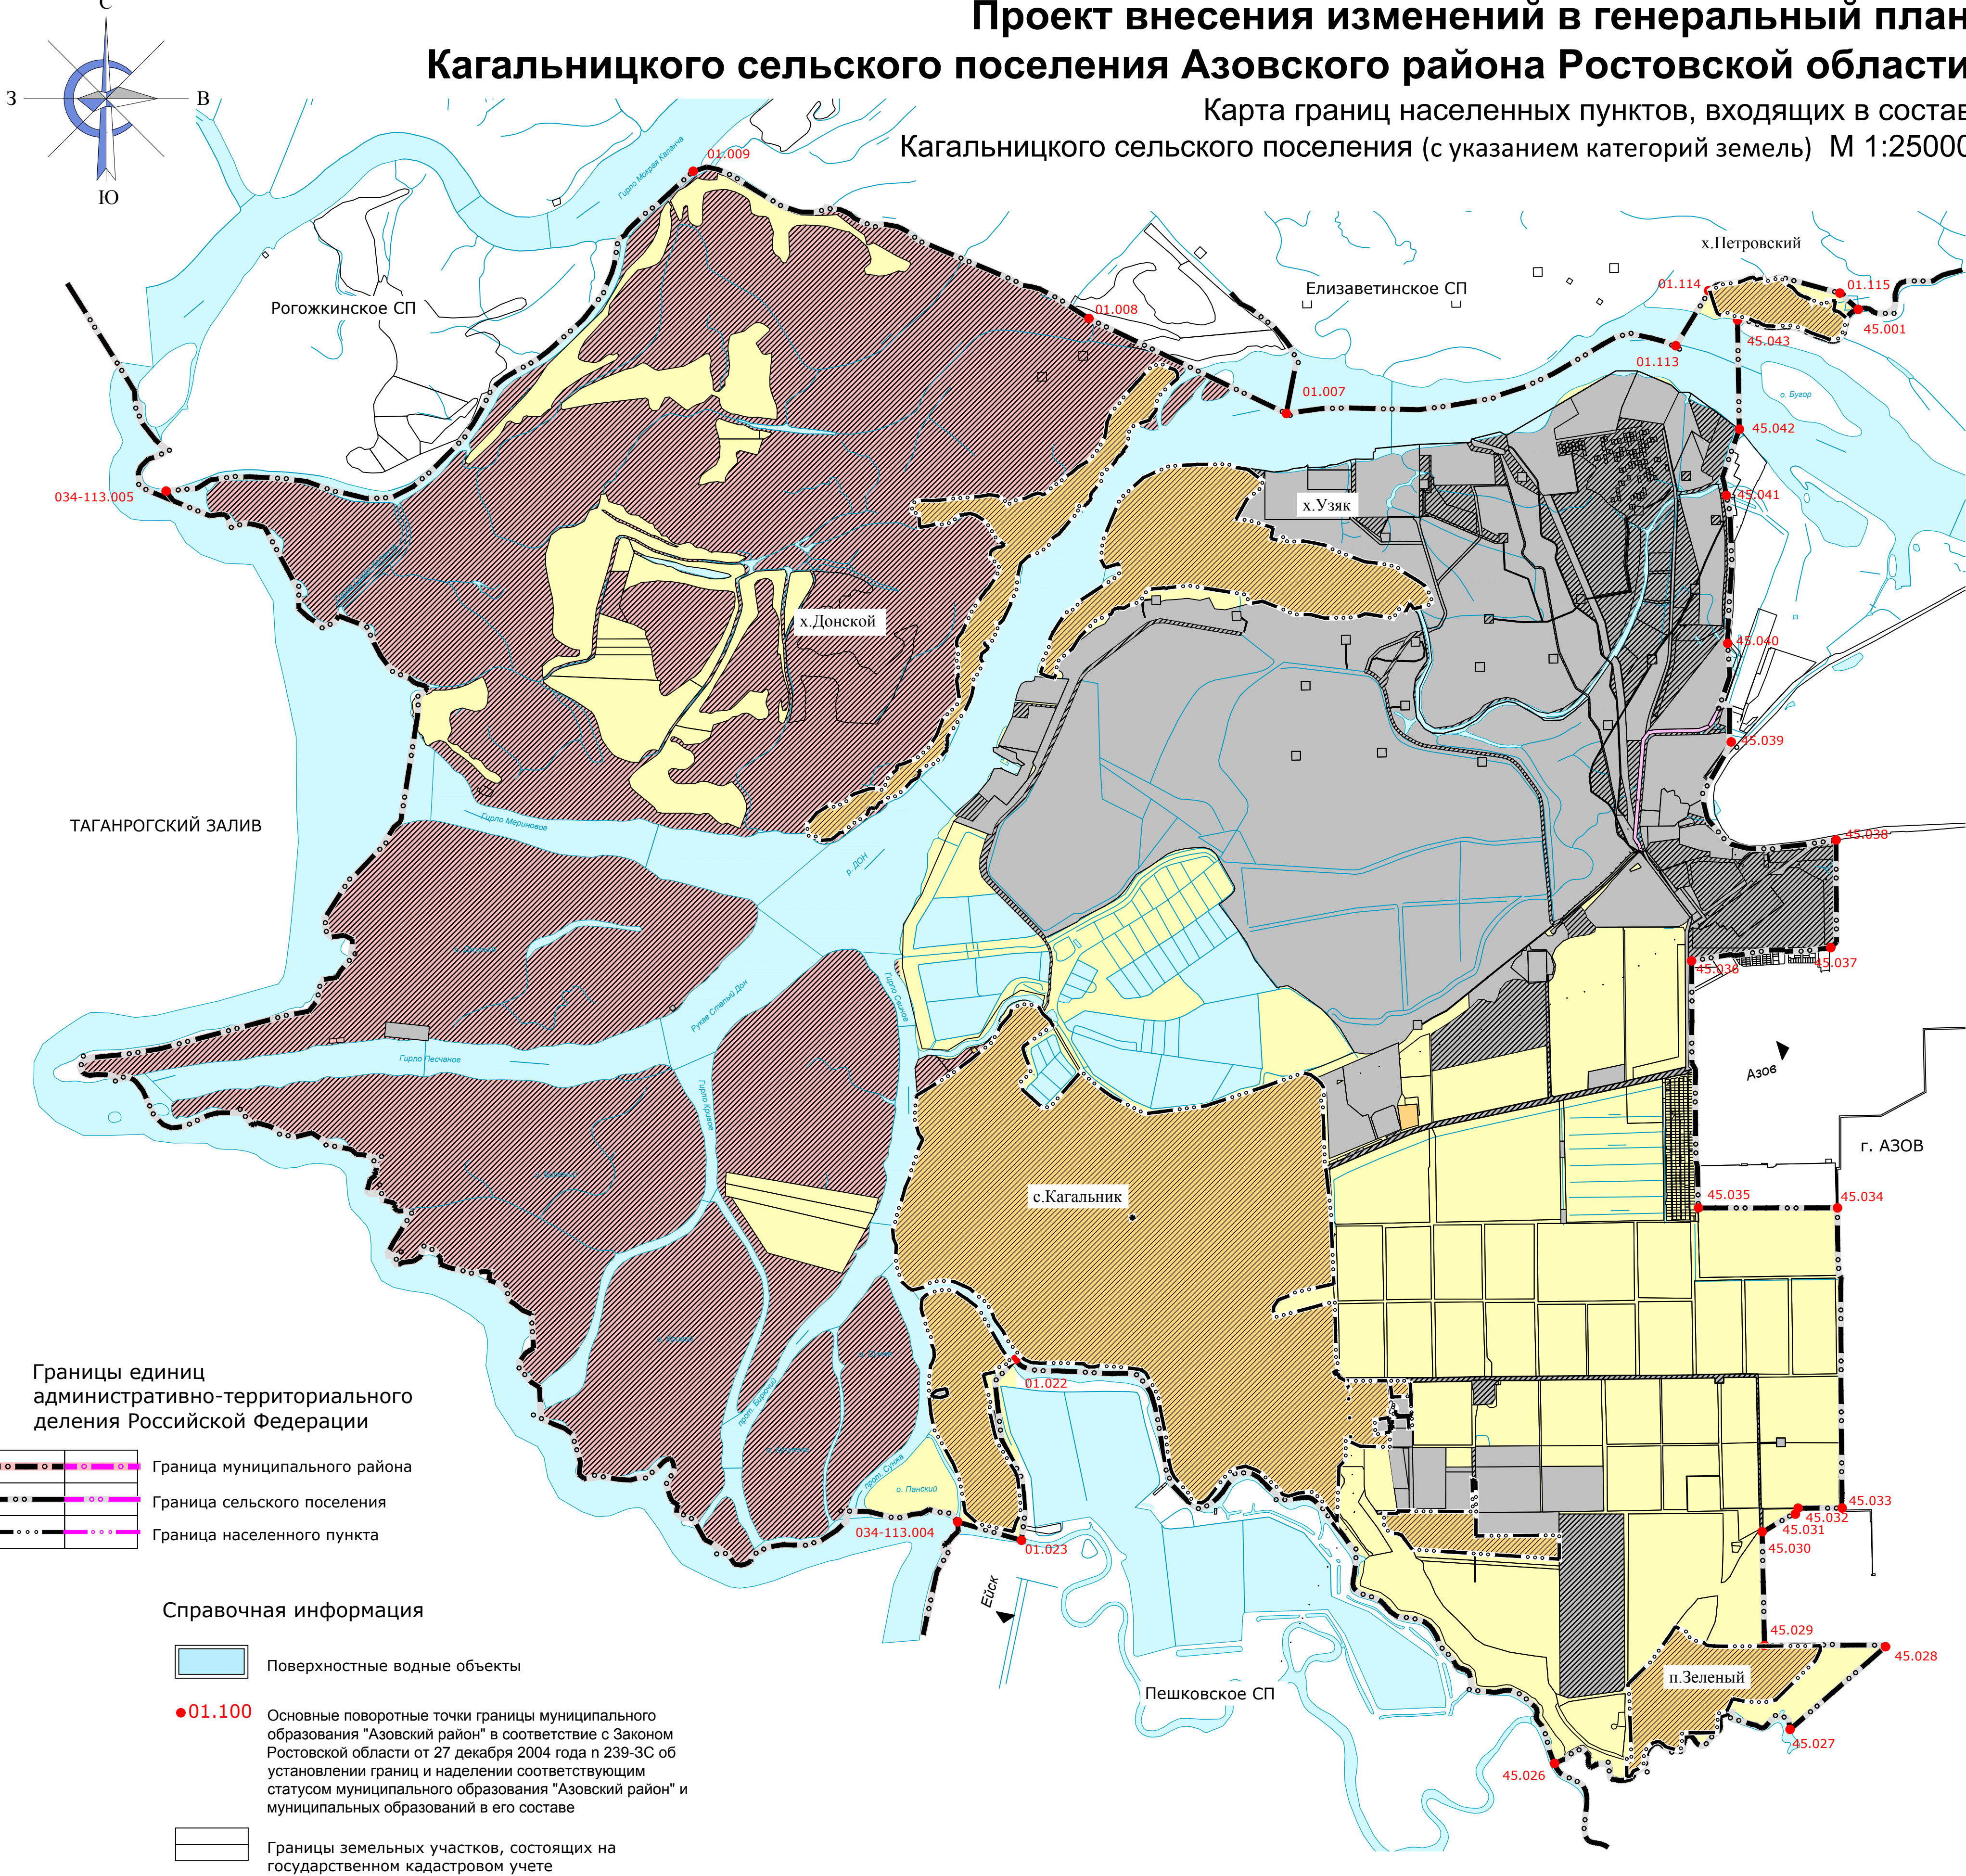 Проект внесения изменений в генеральный план
Кагальницкого сельского поселения Азовского района Ростовской области
Карта границ населенных пунктов, входящих в состав
Кагальницкого сельского поселения (с указанием категорий земель) М 1:25000
С
З
В
Ю
01.009
Гирло Мокрая Каланча
х.Петровский
Рогожкинское СП
Елизаветинское СП
01.114
01.115
01.008
45.001
45.043
01.113
01.007
о. Бугор
45.042
034-113.005
45.041
х.Узяк
х.Донской
45.040
45.039
ТАГАНРОГСКИЙ ЗАЛИВ
Гирло Мериновое
45.038
р. ДОН
45.036
45.037
Гирло Свиное
Рукав Старый Дон
Гирло Песчаное
Азов
Гирло Кривое
г. АЗОВ
с.Кагальник
45.035
45.034
01.022
прот. Бирючий
прот. Сунжа
о. Панский
034-113.004
01.023
45.033
45.032
45.031
45.030
Ейск
45.029
45.028
п.Зеленый
Пешковское СП
45.027
45.026
Границы единиц
административно-территориального
деления Российской Федерации
Граница муниципального района
Граница сельского поселения
Граница населенного пункта
Справочная информация
Поверхностные водные объекты
01.100
Основные поворотные точки границы муниципального
образования "Азовский район" в соответствие с Законом
Ростовской области от 27 декабря 2004 года n 239-ЗС об
установлении границ и наделении соответствующим
статусом муниципального образования "Азовский район" и
муниципальных образований в его составе
Границы земельных участков, состоящих на
государственном кадастровом учете